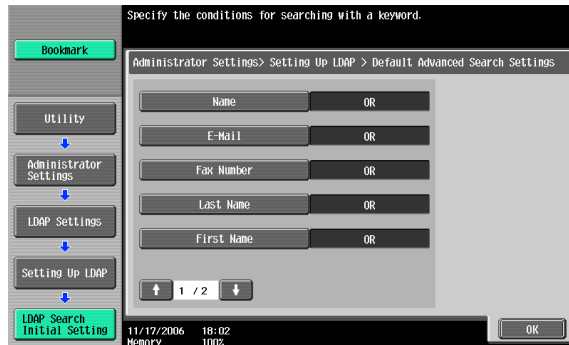 Specify the conditions for searching with a keyword.
Bookmark
Administrator Settings> Setting Up LDAP > Default Advanced Search Settings
Name OR
E-Mail OR
Fax Number OR
Last Name OR
First Name OR
1 / 2
Utility
Administrator
Settings
LDAP Settings
Setting Up LDAP
LDAP Search
Initial Setting
11/17/2006 18:02
Memory 100%
OK